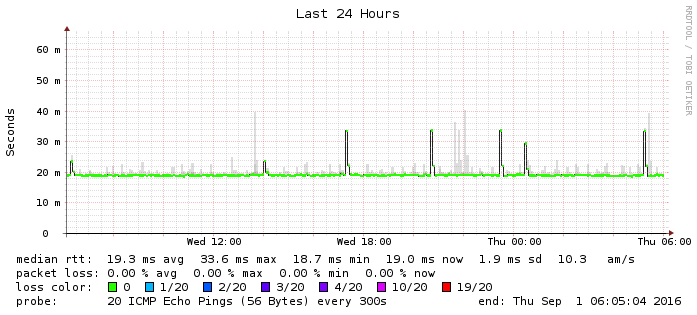 Last 24 Hours
RRDTOOL / TOBI OETIKER
Seconds
60 m
50 m
40 m
30 m
20 m
10 m
0
Wed 12:00 Wed 18:00 Thu 00:00 Thu 06:00
median rtt: 19.3 ms avg 33.6 ms max 18.7 ms min 19.0 ms now 1.9 ms sd 10.3 am/s
packet loss: 0.00 % avg 0.00 % max 0.00 % min 0.00 % now
loss color: 0 1/20 2/20 3/20 4/20 10/20 19/20
probe: 20 ICMP Echo Pings (56 Bytes) every 300s end: Thu Sep 1 06:05:04 2016